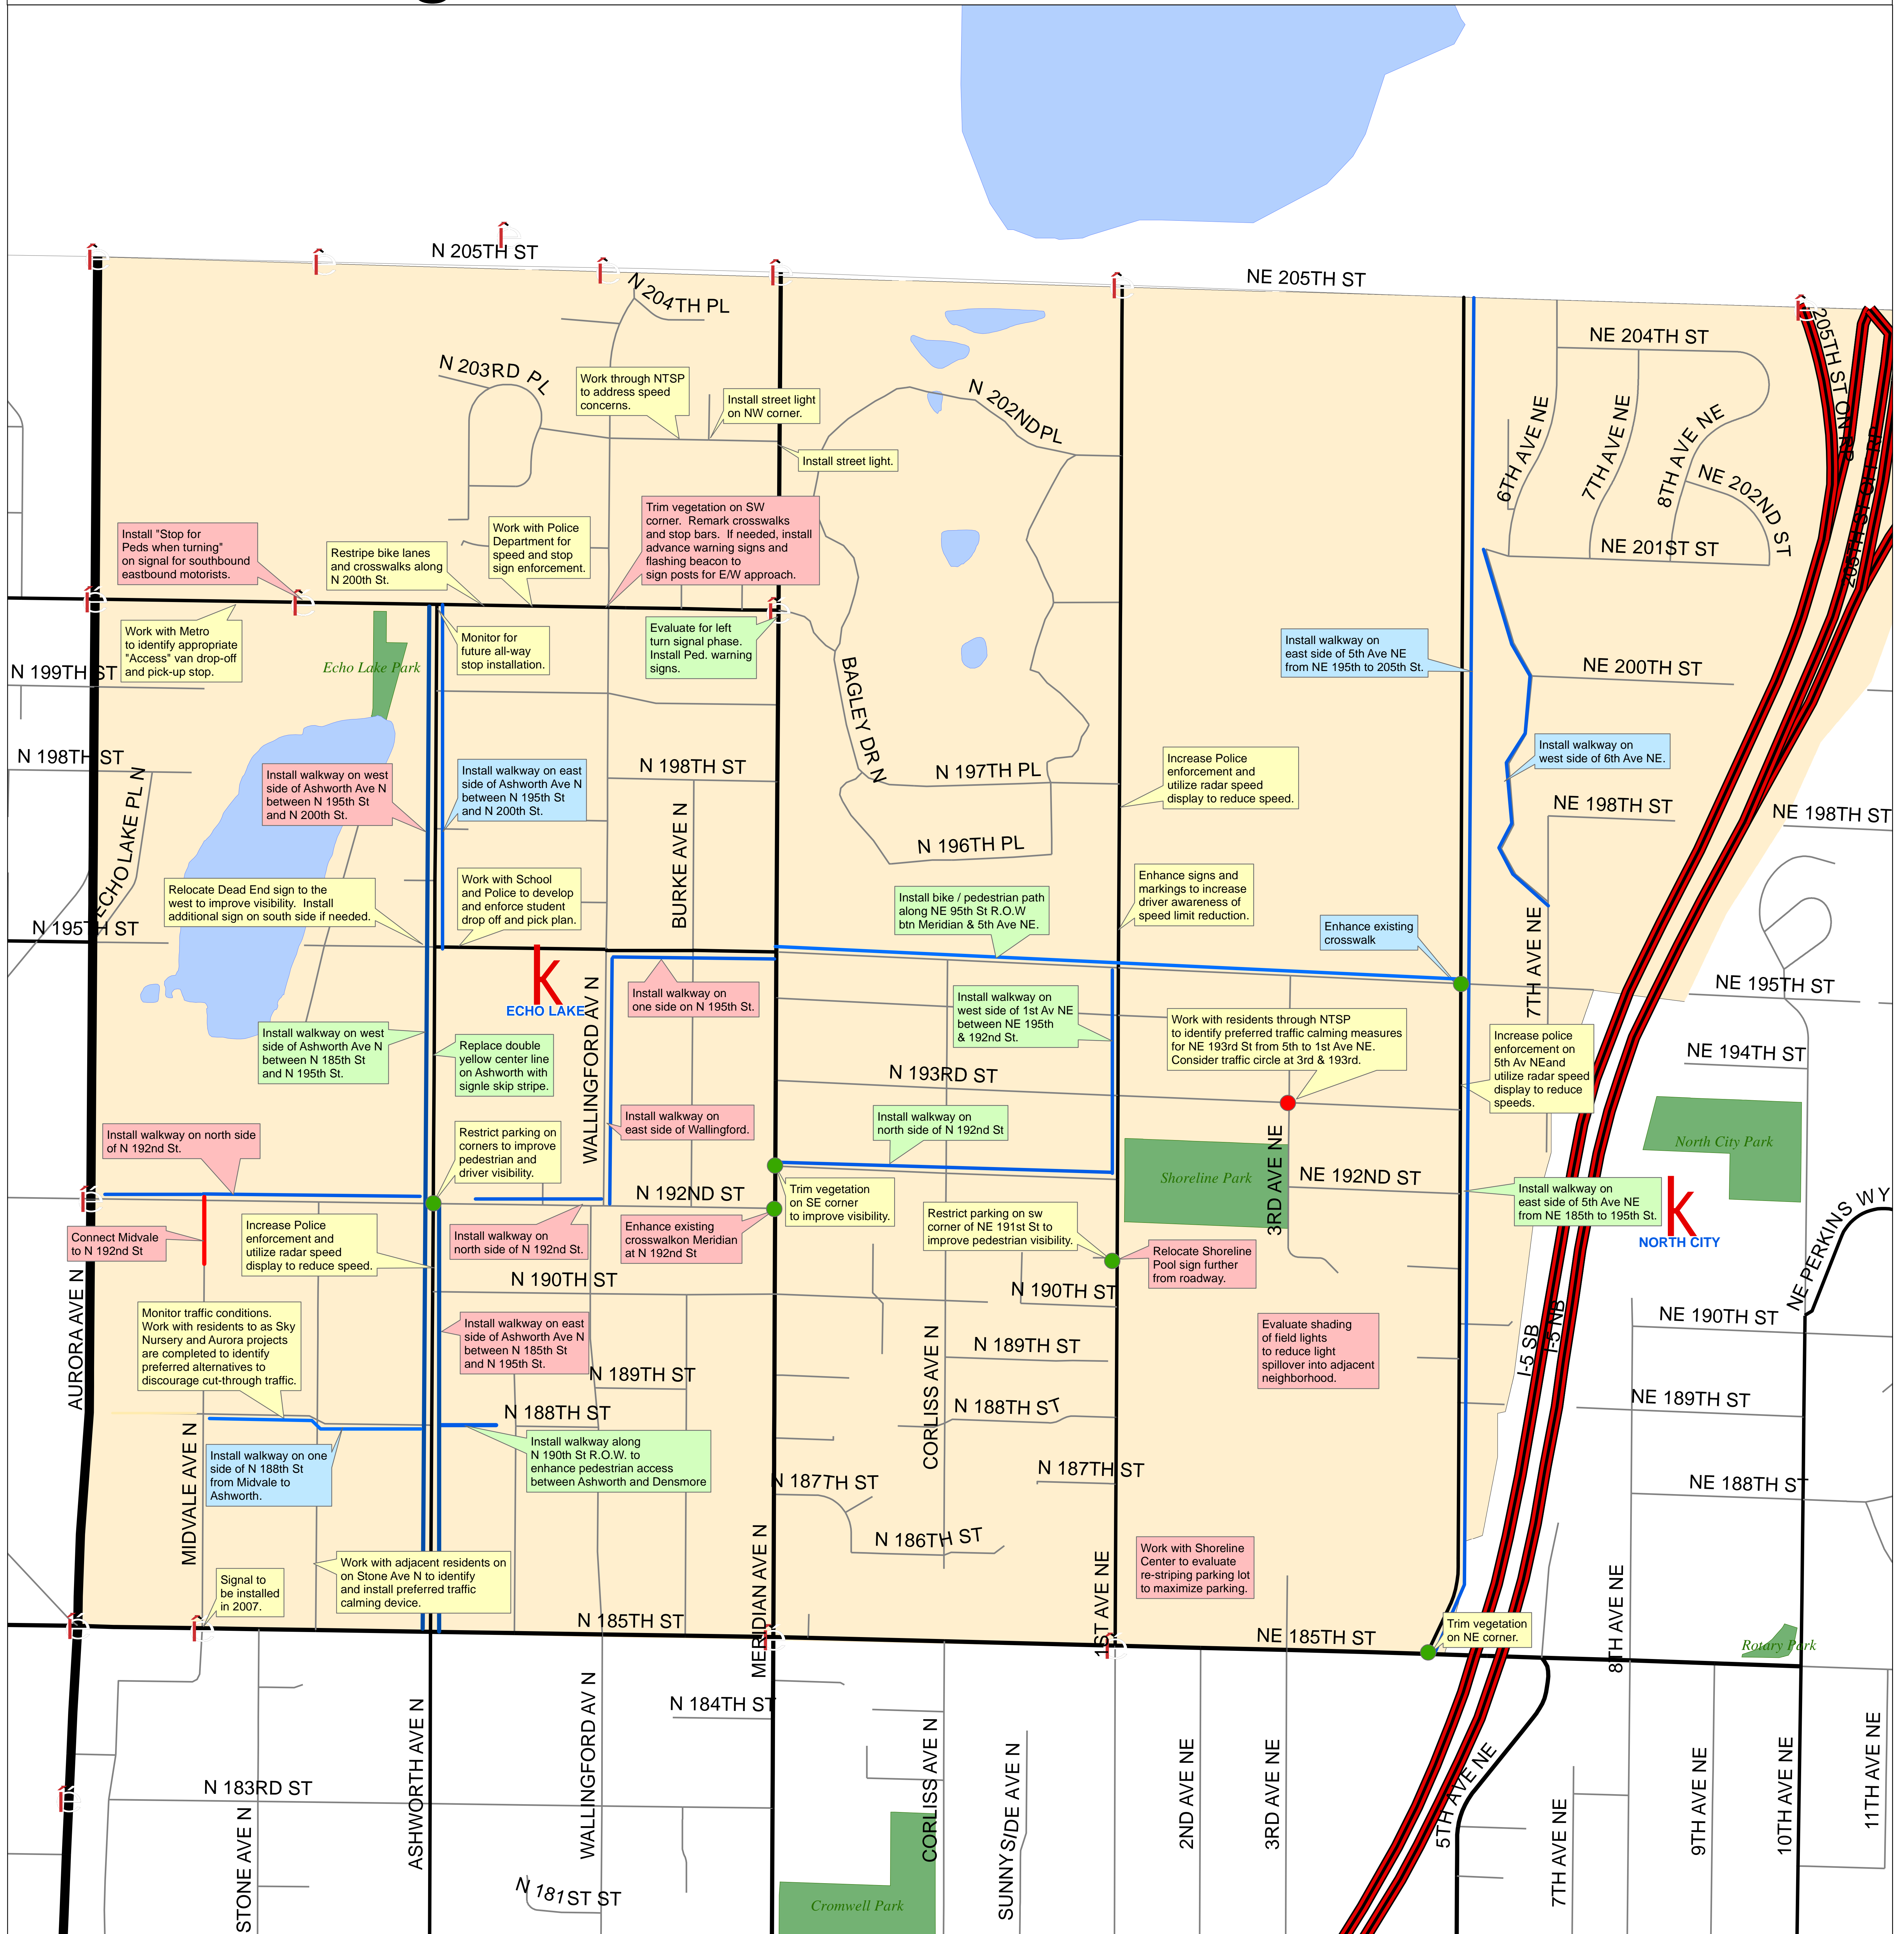 N 205TH ST
NE 205TH ST
N 204TH PL
205TH ST ON RP
NE 204TH ST
N 203RD PL
Work through NTSP
to address speed
concerns.
Install street light
on NW corner.
N 202ND PL
6TH AVE NE
7TH AVE NE
8TH AVE NE
NE 202ND ST
Install street light.
205TH ST OFF RP
Install "Stop for
Peds when turning"
on signal for southbound
eastbound motorists.
Restripe bike lanes
and crosswalks along
N 200th St.
Work with Police
Department for
speed and stop
sign enforcement.
Trim vegetation on SW
corner. Remark crosswalks
and stop bars. If needed, install
advance warning signs and
flashing beacon to
sign posts for E/W approach.
NE 201ST ST
Work with Metro
to identify appropriate
"Access" van drop-off
and pick-up stop.
Echo Lake Park
Monitor for
future all-way
stop installation.
Evaluate for left
turn signal phase.
Install Ped. warning
signs.
Install walkway on
east side of 5th Ave NE
from NE 195th to 205th St.
N 199TH ST
NE 200TH ST
BAGLEY DR N
N 198TH ST
ECHO LAKE PL N
Install walkway on west
side of Ashworth Ave N
between N 195th St
and N 200th St.
Install walkway on east
side of Ashworth Ave N
between N 195th St
and N 200th St.
N 198TH ST
N 197TH PL
Increase Police
enforcement and
utilize radar speed
display to reduce speed.
Install walkway on
west side of 6th Ave NE.
NE 198TH ST
NE 198TH ST
BURKE AVE N
N 196TH PL
Relocate Dead End sign to the
west to improve visibility. Install
additional sign on south side if needed.
Work with School
and Police to develop
and enforce student
drop off and pick plan.
Install bike / pedestrian path
along NE 95th St R.O.W
btn Meridian & 5th Ave NE.
Enhance signs and
markings to increase
driver awareness of
speed limit reduction.
Enhance existing
crosswalk
N 195TH ST
7TH AVE NE
NE 195TH ST
k
ECHO LAKE
WALLINGFORD AV N
Install walkway on
one side on N 195th St.
Install walkway on
west side of 1st Av NE
between NE 195th
& 192nd St.
Work with residents through NTSP
to identify preferred traffic calming measures
for NE 193rd St from 5th to 1st Ave NE.
Consider traffic circle at 3rd & 193rd.
Increase police
enforcement on
5th Av NEand
utilize radar speed
display to reduce
speeds.
Install walkway on west
side of Ashworth Ave N
between N 185th St
and N 195th St.
Replace double
yellow center line
on Ashworth with
signle skip stripe.
NE 194TH ST
N 193RD ST
Install walkway on
east side of Wallingford.
Install walkway on
north side of N 192nd St
Install walkway on north side
of N 192nd St.
Restrict parking on
corners to improve
pedestrian and
driver visibility.
3RD AVE NE
North City Park
Shoreline Park
NE 192ND ST
N 192ND ST
Trim vegetation
on SE corner
to improve visibility.
Install walkway on
east side of 5th Ave NE
from NE 185th to 195th St.
k
NORTH CITY
NE PERKINS WY
Connect Midvale
to N 192nd St
Increase Police
enforcement and
utilize radar speed
display to reduce speed.
Install walkway on
north side of N 192nd St.
Enhance existing
crosswalkon Meridian
at N 192nd St
Restrict parking on sw
corner of NE 191st St to
improve pedestrian visibility.
Relocate Shoreline
Pool sign further
from roadway.
AURORA AVE N
N 190TH ST
N 190TH ST
I-5 SB
I-5 NB
NE 190TH ST
Monitor traffic conditions.
Work with residents to as Sky
Nursery and Aurora projects
are completed to identify
preferred alternatives to
discourage cut-through traffic.
Install walkway on east
side of Ashworth Ave N
between N 185th St
and N 195th St.
N 189TH ST
CORLISS AVE N
N 189TH ST
Evaluate shading
of field lights
to reduce light
spillover into adjacent
neighborhood.
NE 189TH ST
N 188TH ST
N 188TH ST
MIDVALE AVE N
Install walkway on one
side of N 188th St
from Midvale to
Ashworth.
Install walkway along
N 190th St R.O.W. to
enhance pedestrian access
between Ashworth and Densmore
N 187TH ST
N 187TH ST
NE 188TH ST
N 186TH ST
MERIDIAN AVE N
1ST AVE NE
Work with Shoreline
Center to evaluate
re-striping parking lot
to maximize parking.
Signal to
be installed
in 2007.
Work with adjacent residents on
on Stone Ave N to identify
and install preferred traffic
calming device.
8TH AVE NE
N 185TH ST
NE 185TH ST
Trim vegetation
on NE corner.
Rotary Park
N 184TH ST
ASHWORTH AVE N
WALLINGFORD AV N
CORLISS AVE N
SUNNYSIDE AVE N
2ND AVE NE
3RD AVE NE
5TH AVE NE
7TH AVE NE
9TH AVE NE
10TH AVE NE
11TH AVE NE
N 183RD ST
STONE AVE N
N 181ST ST
Cromwell Park